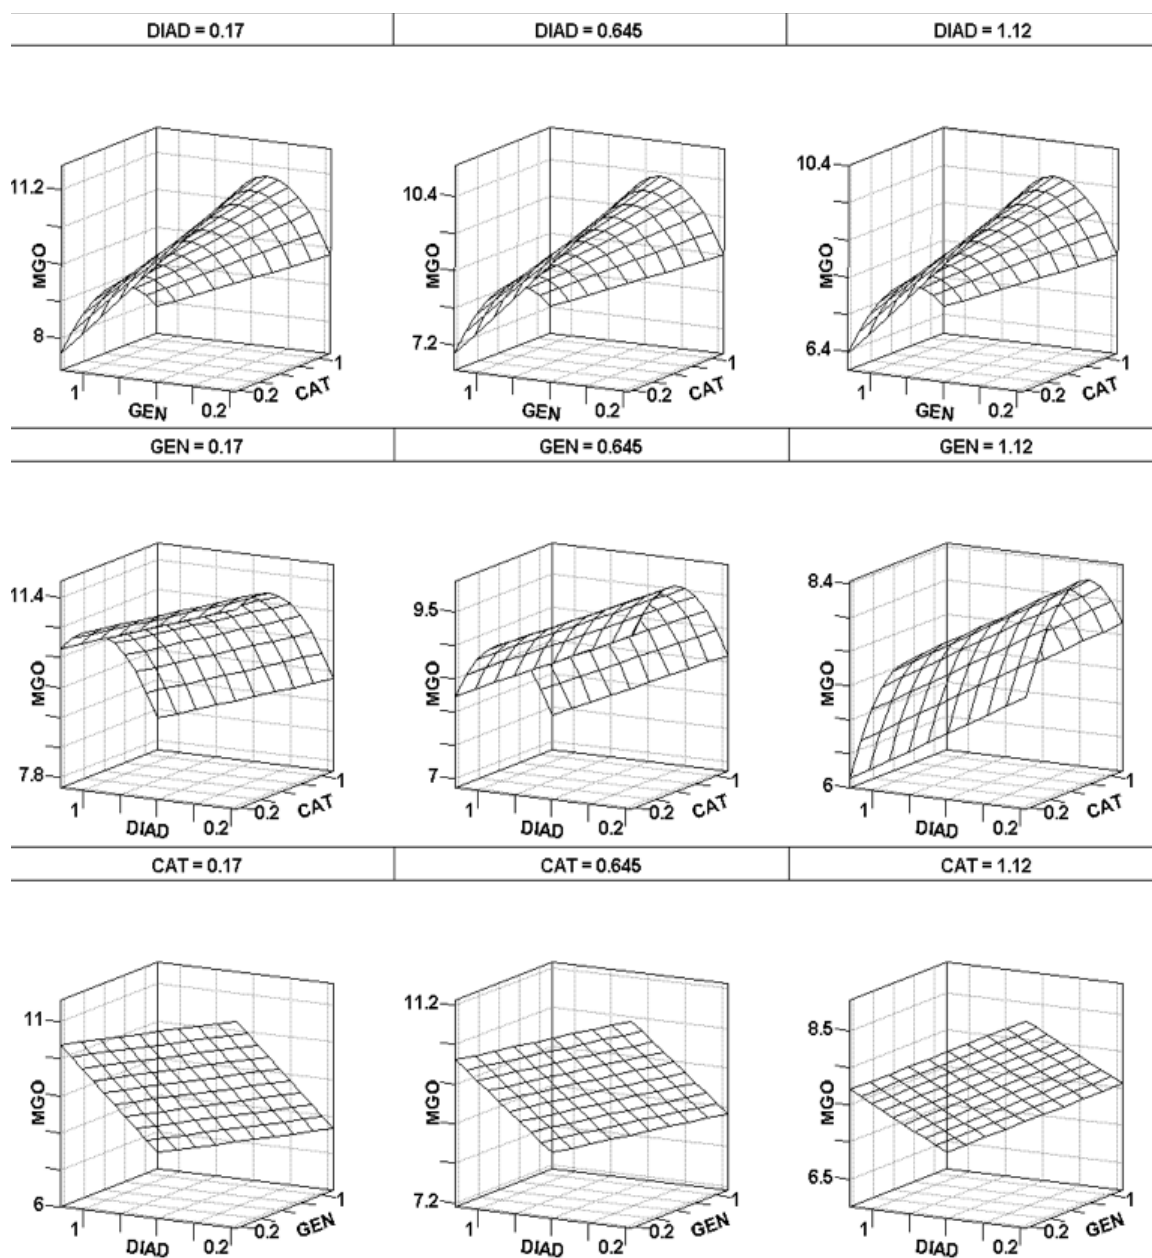 DIAD = 0.17 DIAD = 0.645 DIAD = 1.12
11.2 10.4 10.4
MGO MGO MGO
8 7.2 6.4
1 GEN 0.2 0.2 CAT 1 1 GEN 0.2 0.2 CAT 1 1 GEN 0.2 0.2 CAT 1
GEN = 0.17 GEN = 0.645 GEN = 1.12
11.4 9.5 8.4
MGO MGO MGO
7.8 7 6
1 DIAD 0.2 0.2 CAT 1 1 DIAD 0.2 0.2 CAT 1 1 DIAD 0.2 0.2 CAT 1
CAT = 0.17 CAT = 0.645 CAT = 1.12
11 11.2 8.5
MGO MGO MGO
6 7.2 6.5
1 DIAD 0.2 0.2 GEN 1 1 DIAD 0.2 0.2 GEN 1 1 DIAD 0.2 0.2 GEN 1